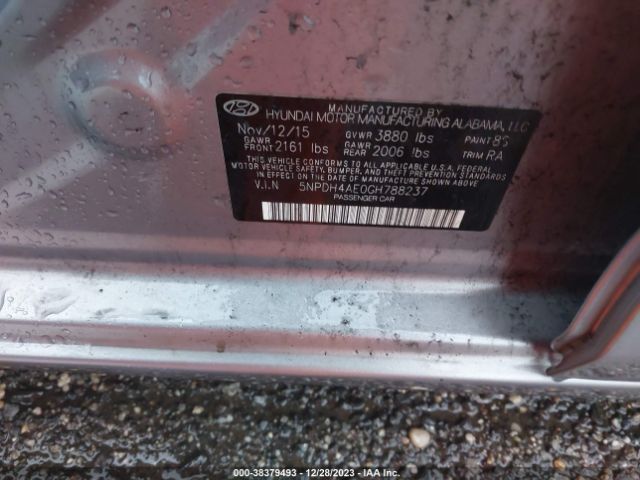 MANUFACTURED BY
HYUNDAI MOTOR MANUFACTURING ALABAMA, LLC
Nov/12/15 GVWR 3880 lbs PAINT 8S
GAWR FRONT 2161 lbs GAWR REAR 2006 lbs TRIM RA
THIS VEHICLE CONFORMS TO ALL APPLICABLE U.S.A. FEDERAL
MOTOR VEHICLE SAFETY, BUMPER, AND THEFT PREVENTION
STANDARDS IN EFFECT ON THE DATE OF MANUFACTURE SHOWN ABOVE.
V.I.N 5NPDH4AE0GH788237
PASSENGER CAR
000-38379493 - 12/28/2023 - IAA Inc.